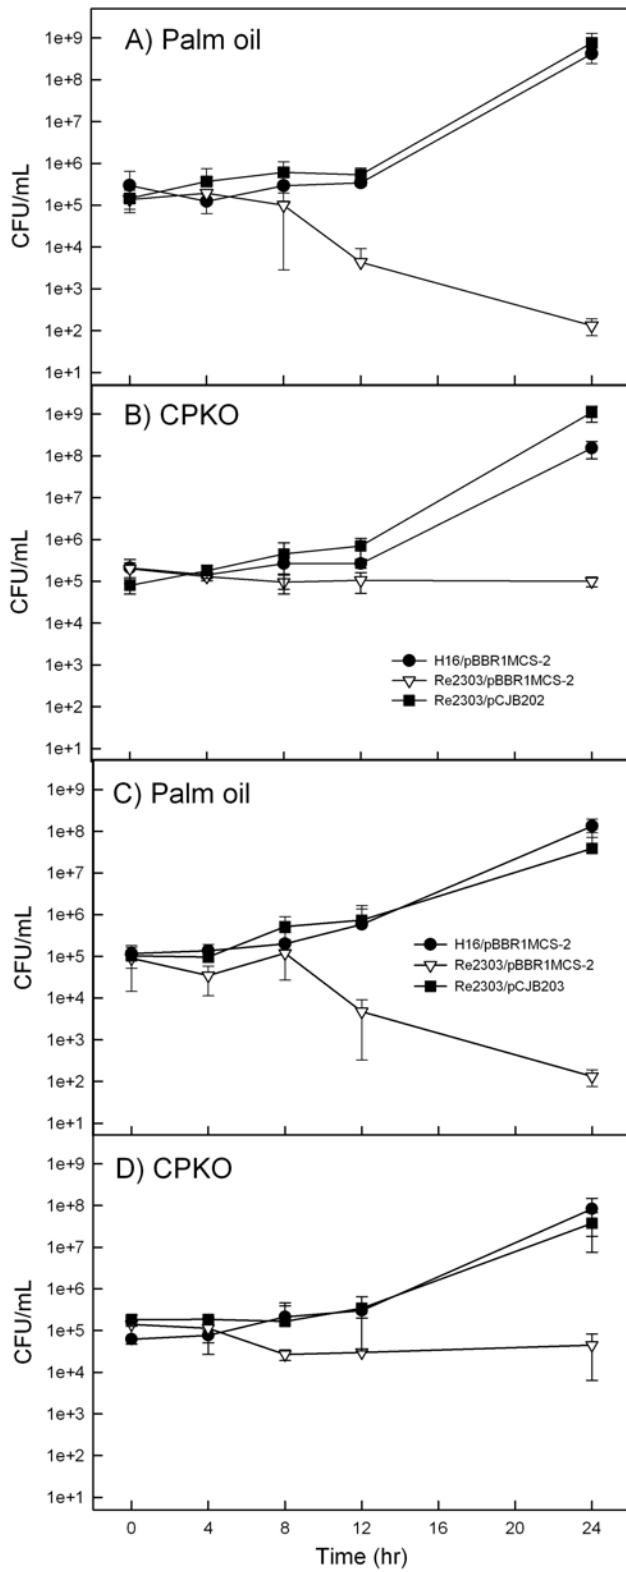 A) Palm oil
1e+9
1e+8
1e+7
1e+6
1e+5
1e+4
1e+3
1e+2
1e+1
CFU/mL
B) CPKO
1e+9
1e+8
1e+7
1e+6
1e+5
1e+4
1e+3
1e+2
1e+1
CFU/mL
H16/pBBR1MCS-2
Re2303/pBBR1MCS-2
Re2303/pCJB202
C) Palm oil
1e+9
1e+8
1e+7
1e+6
1e+5
1e+4
1e+3
1e+2
1e+1
CFU/mL
H16/pBBR1MCS-2
Re2303/pBBR1MCS-2
Re2303/pCJB203
D) CPKO
1e+9
1e+8
1e+7
1e+6
1e+5
1e+4
1e+3
1e+2
1e+1
CFU/mL
0 4 8 12 16 20 24
Time (hr)